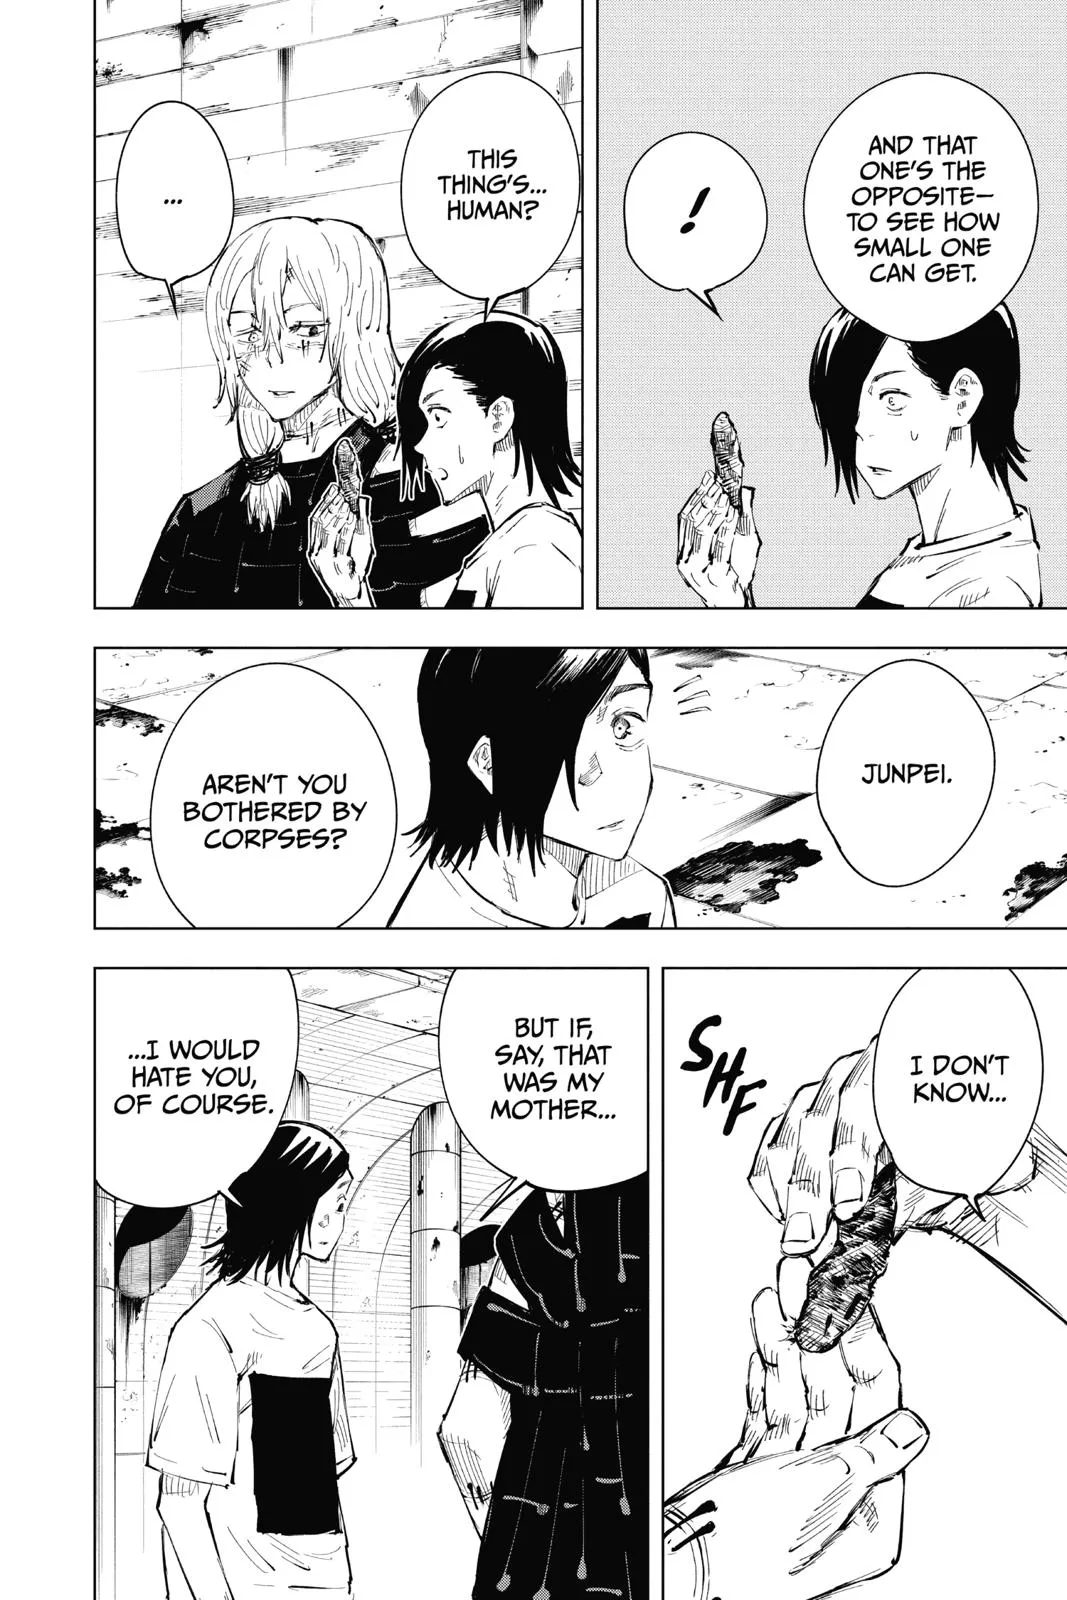 AND THAT
ONE'S THE
OPPOSITE—
TO SEE HOW
SMALL ONE
CAN GET.
!
THIS
THING'S...
HUMAN?
...
JUNPEI.
AREN'T YOU
BOTHERED BY
CORPSES?
I DON'T
KNOW...
SHF
BUT IF,
SAY, THAT
WAS MY
MOTHER...
...I WOULD
HATE YOU,
OF COURSE.